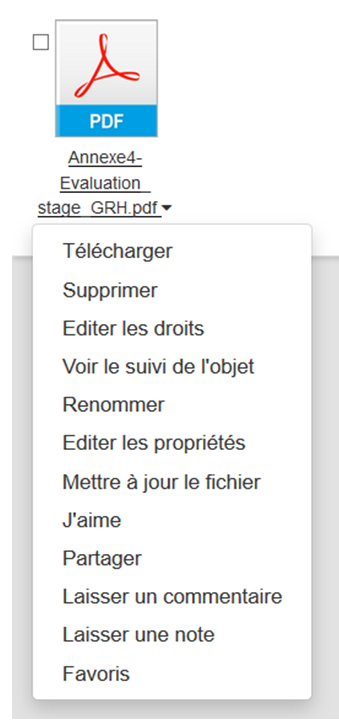 PDF
Annexe4-
Evaluation_
stage_GRH.pdf
Télécharger
Supprimer
Editer les droits
Voir le suivi de l'objet
Renommer
Editer les propriétés
Mettre à jour le fichier
J'aime
Partager
Laisser un commentaire
Laisser une note
Favoris